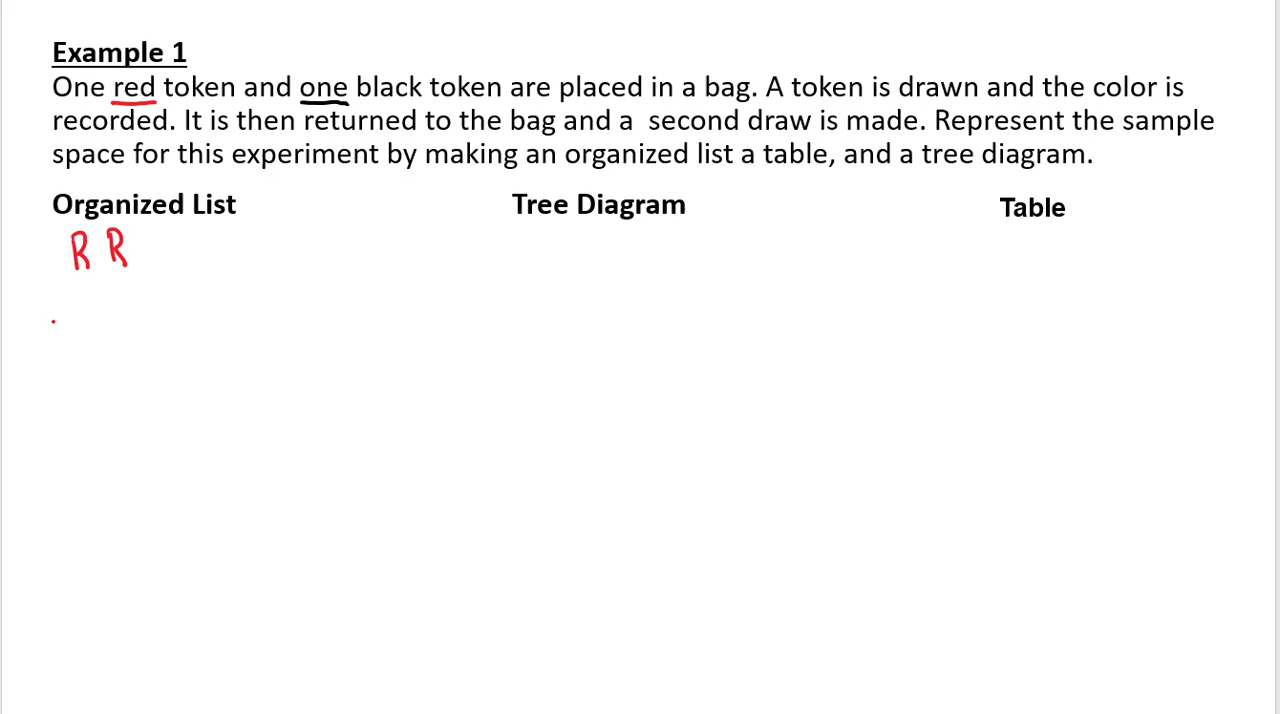 Example 1
One red token and one black token are placed in a bag. A token is drawn and the color is
recorded. It is then returned to the bag and a  second draw is made. Represent the sample
space for this experiment by making an organized list a table, and a tree diagram.
Organized List
Tree Diagram
Table
R R